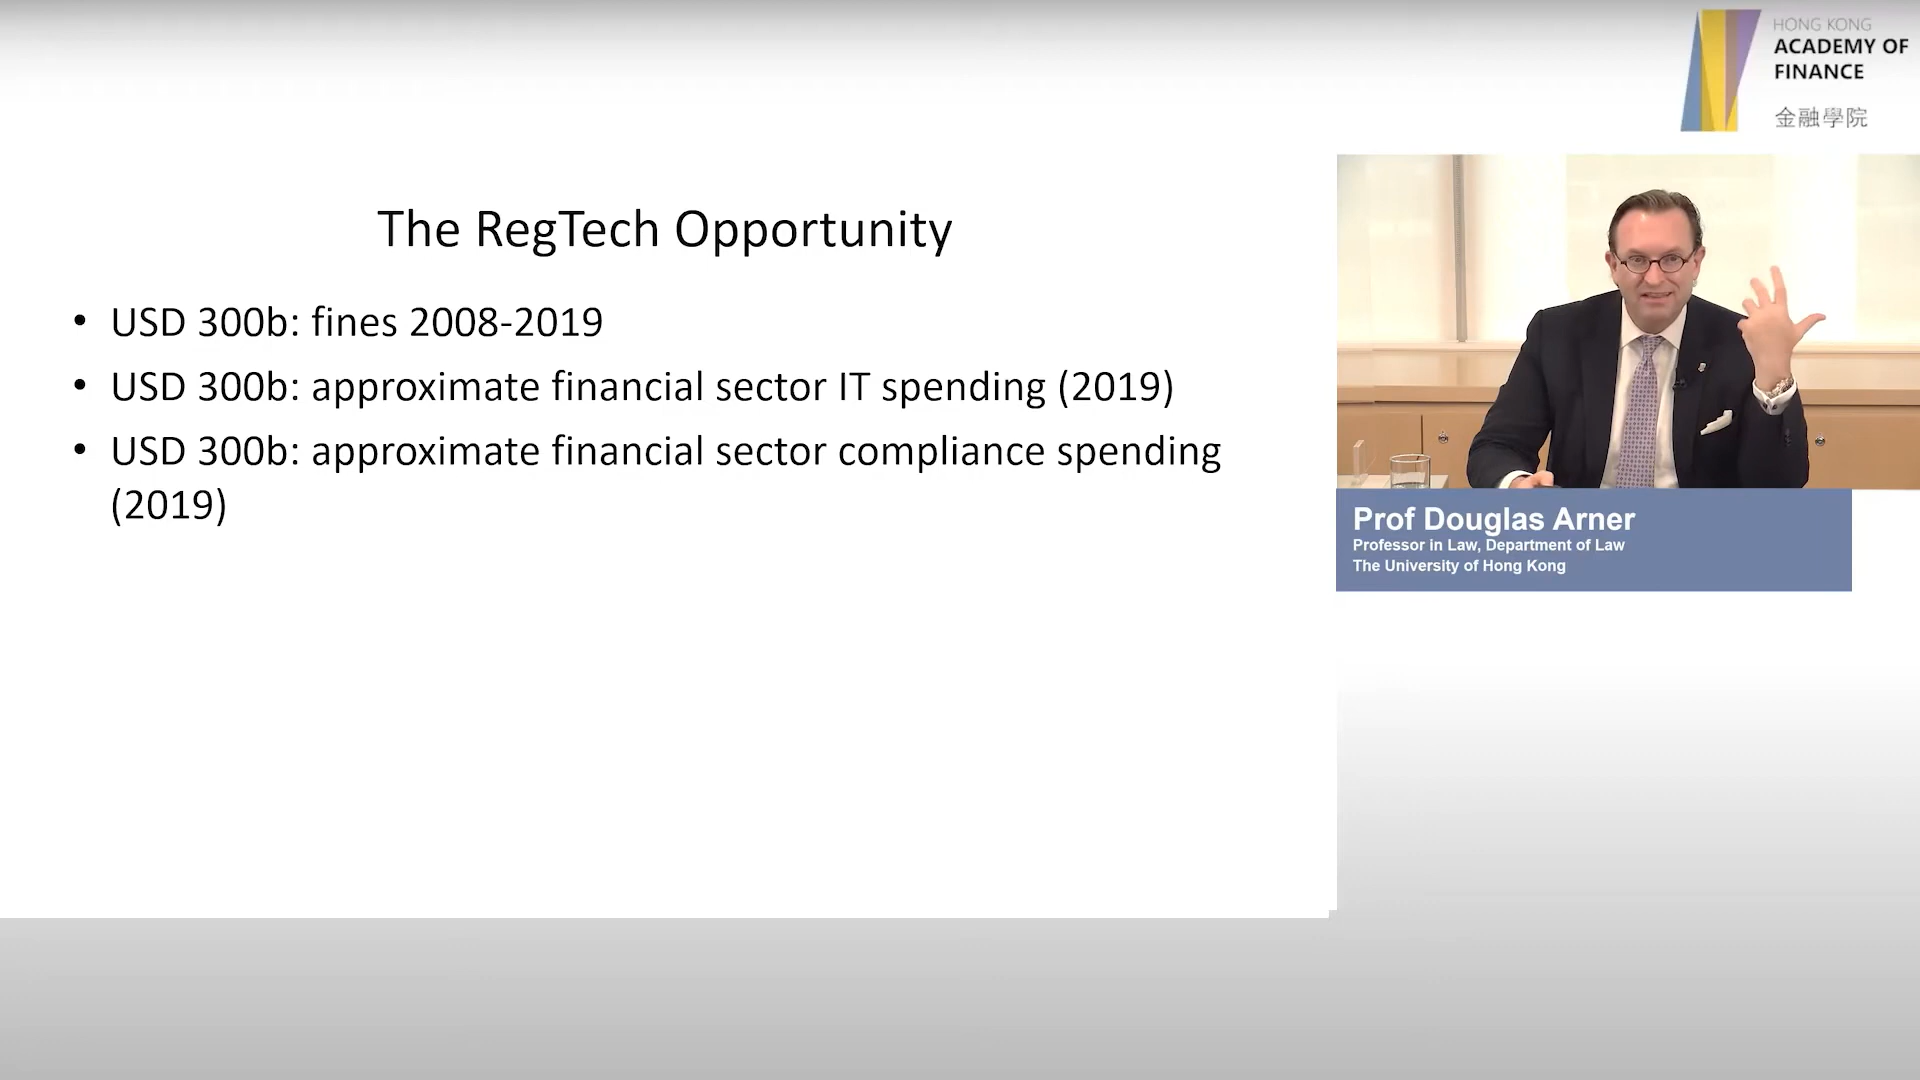 HONG KONG
ACADEMY OF
FINANCE
金融學院
The RegTech Opportunity
• USD 300b: fines 2008-2019
• USD 300b: approximate financial sector IT spending (2019)
• USD 300b: approximate financial sector compliance spending
(2019)
Prof Douglas Arner
Professor in Law, Department of Law
The University of Hong Kong